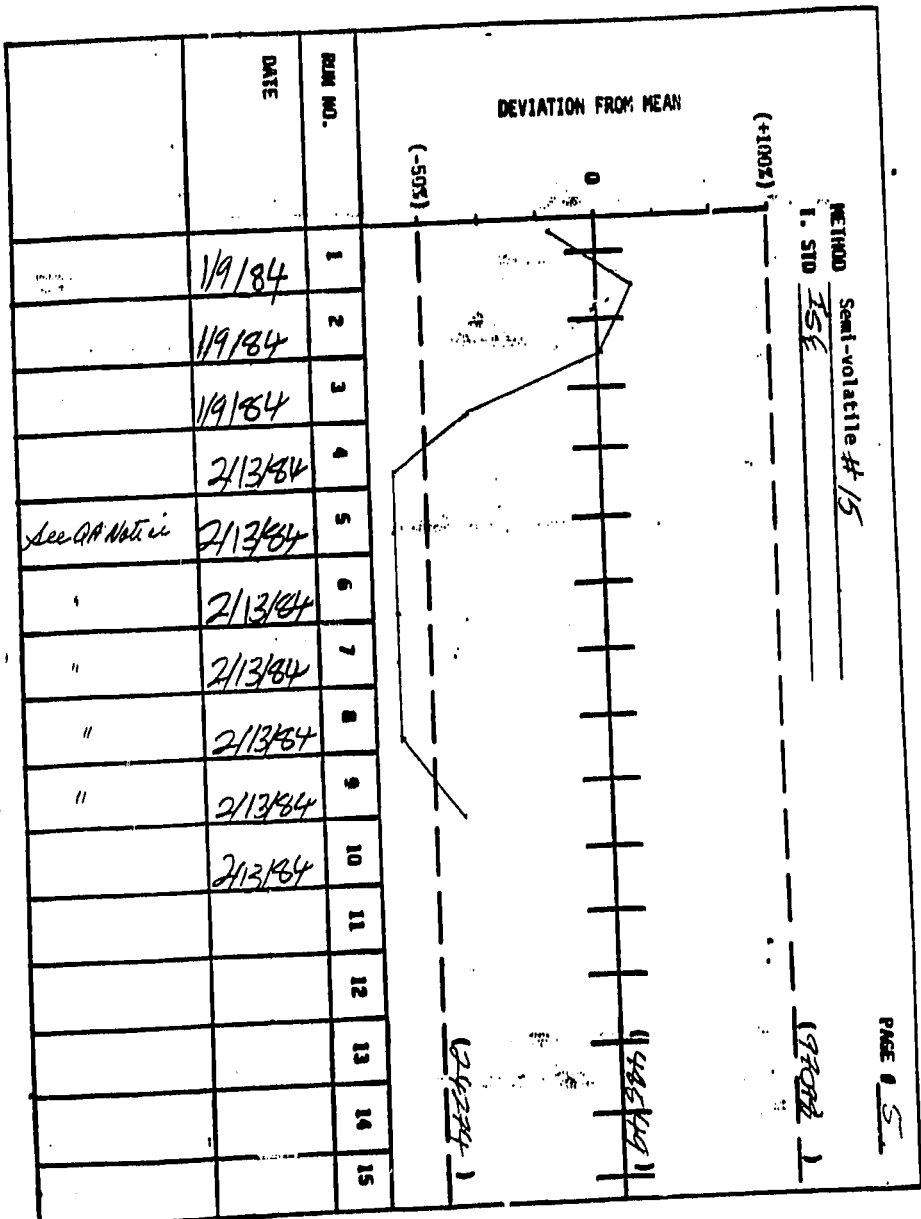 PAGE # 5
METHOD Semi-volatile # 15
I. STD
(+100%)
0
(-50%)
DEVIATION FROM MEAN
RUN NO. 1 2 3 4 5 6 7 8 9 10 11 12 13 14 15
DATE 1/9/84 1/9/84 1/9/84 2/13/84 2/13/84 2/13/84 2/13/84 2/13/84 2/13/84 2/13/84
See QA Notice " " "